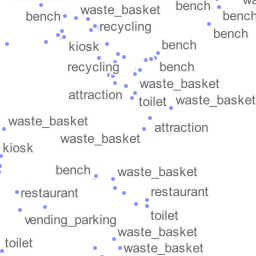 bench
waste_basket
wa
bench
bench
recycling
bench
kiosk
bench
recycling
bench
waste_basket
attraction
toilet
waste_basket
waste_basket
attraction
waste_basket
kiosk
bench
waste_basket
restaurant
restaurant
vending_parking
toilet
waste_basket
toilet
waste_basket